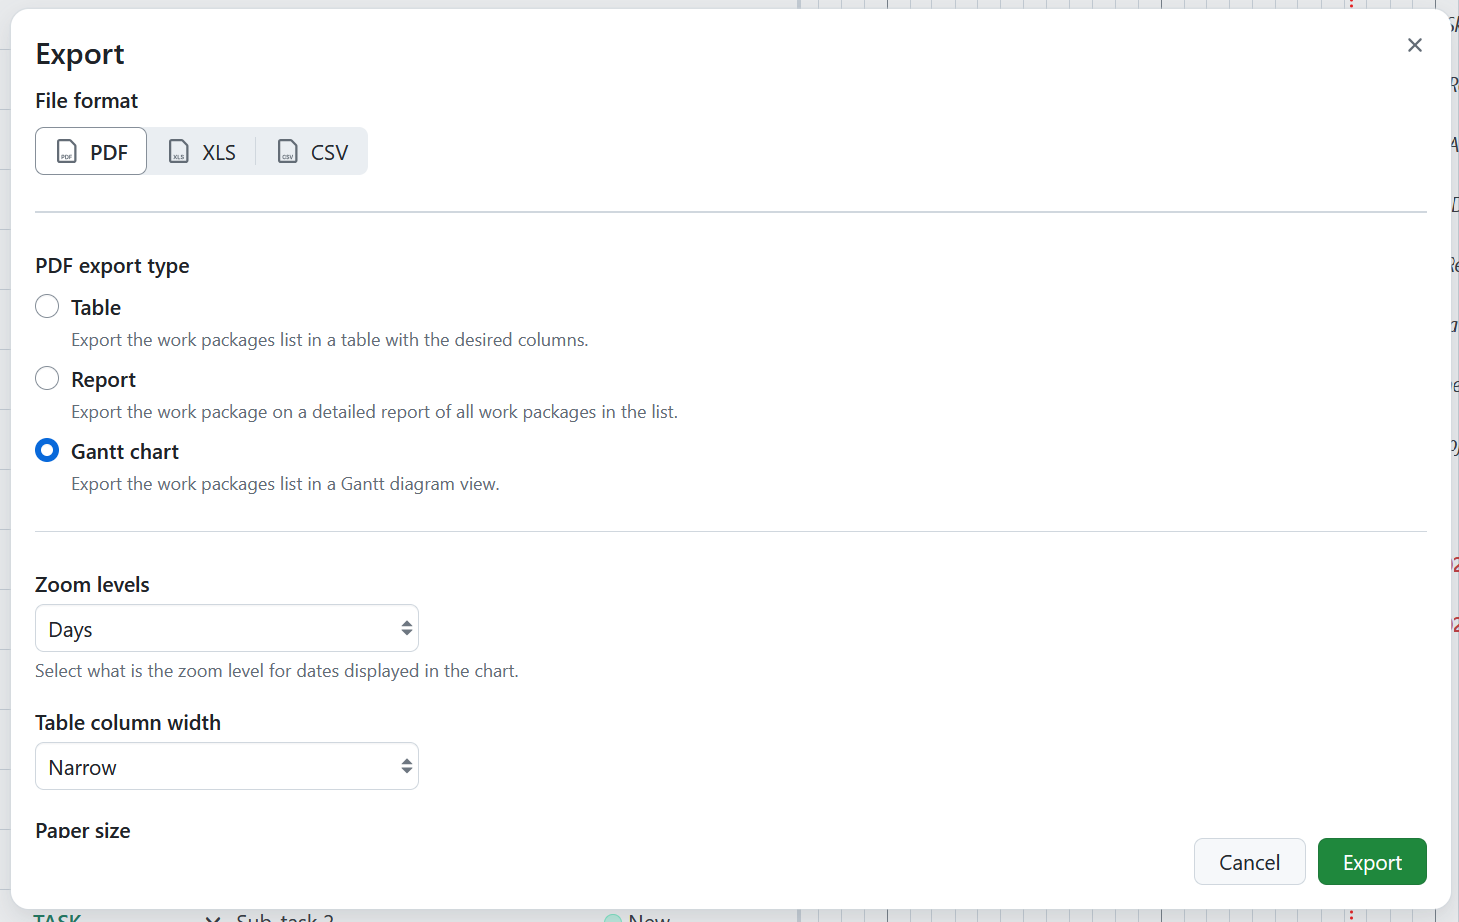 Export
File format
PDF XLS CSV
PDF export type
Table
Export the work packages list in a table with the desired columns.
Report
Export the work package on a detailed report of all work packages in the list.
Gantt chart
Export the work packages list in a Gantt diagram view.
Zoom levels
Days
Select what is the zoom level for dates displayed in the chart.
Table column width
Narrow
Paper size
Cancel Export
TASK Sub-task 2 New